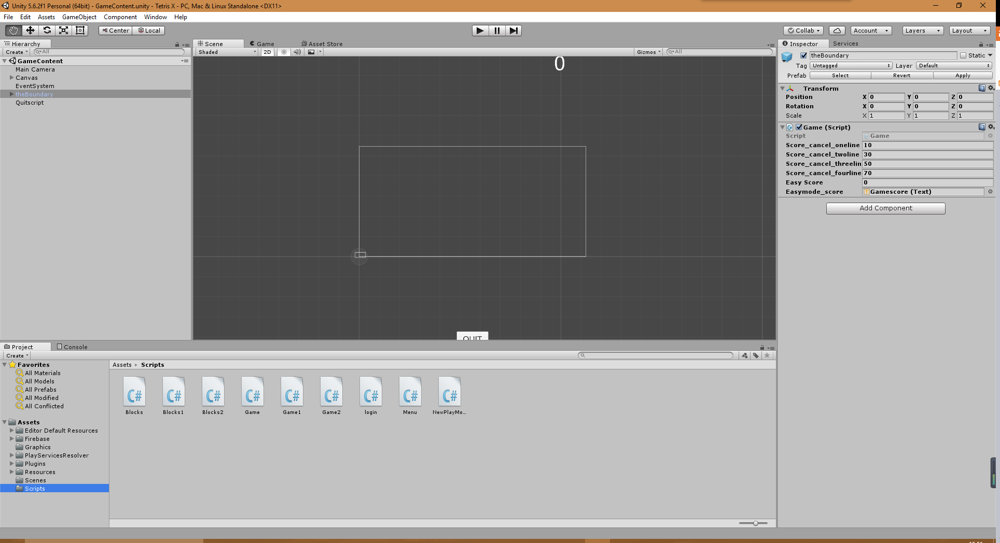 Unity 5.6.2f1 Personal (64bit) - GameContent.unity - Tetris X - PC, Mac & Linux Standalone <DX11>
File Edit Assets GameObject Component Window Help
Center Local
Collab Account Layers Layout
Hierarchy
Create All
GameContent
Main Camera
Canvas
EventSystem
theBoundary
Quitscript
Scene Game Asset Store
Shaded 2D Gizmos All
0
QUIT
Inspector Services
theBoundary Static
Tag Untagged Layer Default
Prefab Select Revert Apply
Transform
Position X 0 Y 0 Z 0
Rotation X 0 Y 0 Z 0
Scale X 1 Y 1 Z 1
Game (Script)
Script Game
Score_cancel_oneline 10
Score_cancel_twoline 30
Score_cancel_threelin 50
Score_cancel_fourline 70
Easy Score 0
Easymode_score Gamescore (Text)
Add Component
Project Console
Create
Favorites
All Materials
All Models
All Prefabs
All Modified
All Conflicted
Assets
Editor Default Resources
Firebase
Graphics
PlayServicesResolver
Plugins
Resources
Scenes
Scripts
Assets Scripts
C# C# C# C# C# C# C# C# C#
Blocks Blocks1 Blocks2 Game Game1 Game2 login Menu NewPlayMo...